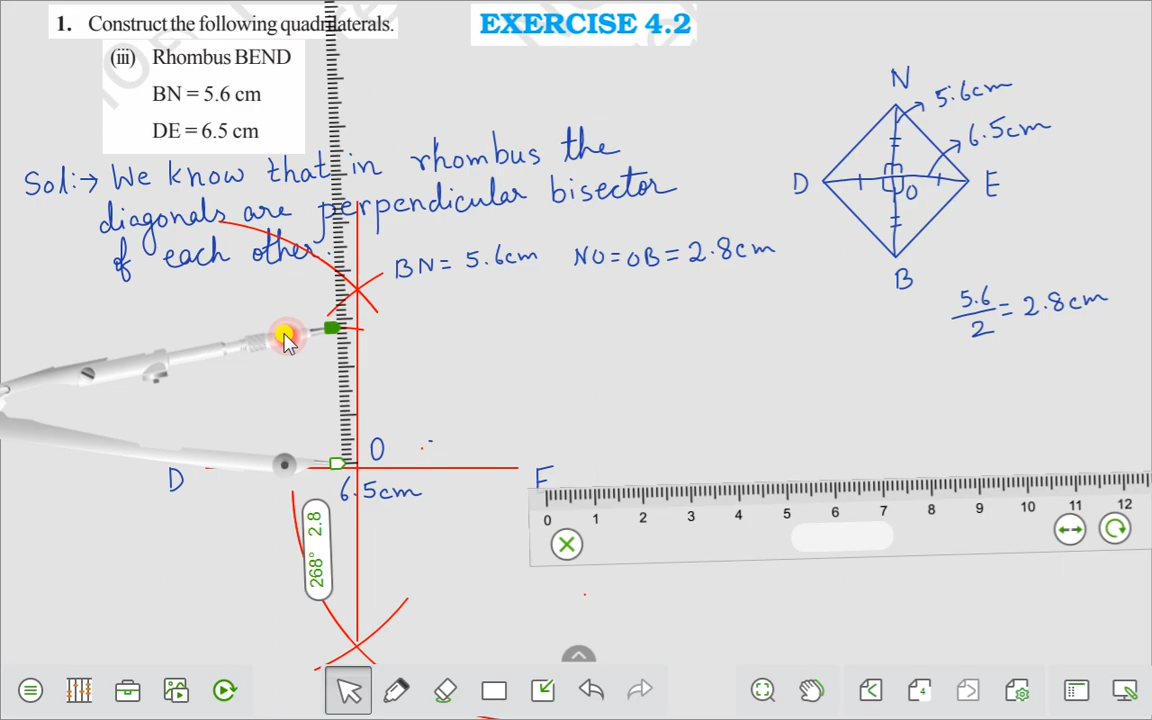 1. Construct the following quadrilaterals.
EXERCISE 4.2
(iii) Rhombus BEND
BN = 5.6 cm
DE = 6.5 cm
Sol:→ We know that in rhombus the
diagonals are perpendicular bisector
of each other.
BN = 5.6cm NO = OB = 2.8cm
N
5.6cm
6.5cm
D
O
E
B
5.6
2
= 2.8cm
O
D
E
6.5cm
268° 2.8
0 1 2 3 4 5 6 7 8 9 10 11 12
4